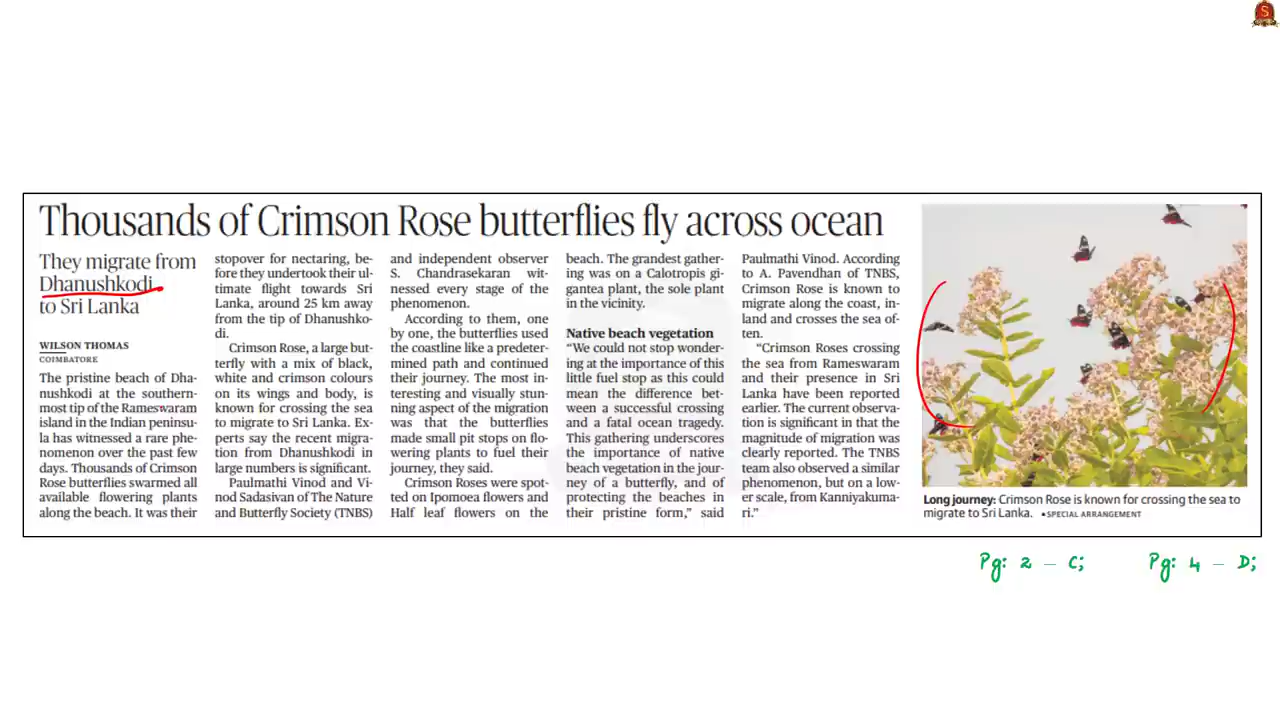 S
Thousands of Crimson Rose butterflies fly across ocean
They migrate from
Dhanushkodi
to Sri Lanka
WILSON THOMAS
COIMBATORE
The pristine beach of Dha-
nushkodi at the southern-
most tip of the Rameswaram
island in the Indian peninsu-
la has witnessed a rare phe-
nomenon over the past few
days. Thousands of Crimson
Rose butterflies swarmed all
available flowering plants
along the beach. It was their
stopover for nectaring, be-
fore they undertook their ul-
timate flight towards Sri
Lanka, around 25 km away
from the tip of Dhanushko-
di.
Crimson Rose, a large but-
terfly with a mix of black,
white and crimson colours
on its wings and body, is
known for crossing the sea
to migrate to Sri Lanka. Ex-
perts say the recent migra-
tion from Dhanushkodi in
large numbers is significant.
Paulmathi Vinod and Vi-
nod Sadasivan of The Nature
and Butterfly Society (TNBS)
and independent observer
S. Chandrasekaran wit-
nessed every stage of the
phenomenon.
According to them, one
by one, the butterflies used
the coastline like a predeter-
mined path and continued
their journey. The most in-
teresting and visually stun-
ning aspect of the migration
was that the butterflies
made small pit stops on flo-
wering plants to fuel their
journey, they said.
Crimson Roses were spot-
ted on Ipomoea flowers and
Half leaf flowers on the
beach. The grandest gather-
ing was on a Calotropis gi-
gantea plant, the sole plant
in the vicinity.
Native beach vegetation
“We could not stop wonder-
ing at the importance of this
little fuel stop as this could
mean the difference bet-
ween a successful crossing
and a fatal ocean tragedy.
This gathering underscores
the importance of native
beach vegetation in the jour-
ney of a butterfly, and of
protecting the beaches in
their pristine form,” said
Paulmathi Vinod. According
to A. Pavendhan of TNBS,
Crimson Rose is known to
migrate along the coast, in-
land and crosses the sea of-
ten.
“Crimson Roses crossing
the sea from Rameswaram
and their presence in Sri
Lanka have been reported
earlier. The current observa-
tion is significant in that the
magnitude of migration was
clearly reported. The TNBS
team also observed a similar
phenomenon, but on a low-
er scale, from Kanniyakuma-
ri.”
Long journey: Crimson Rose is known for crossing the sea to
migrate to Sri Lanka. •SPECIAL ARRANGEMENT
Pg: 2 – C; Pg: 4 – D;